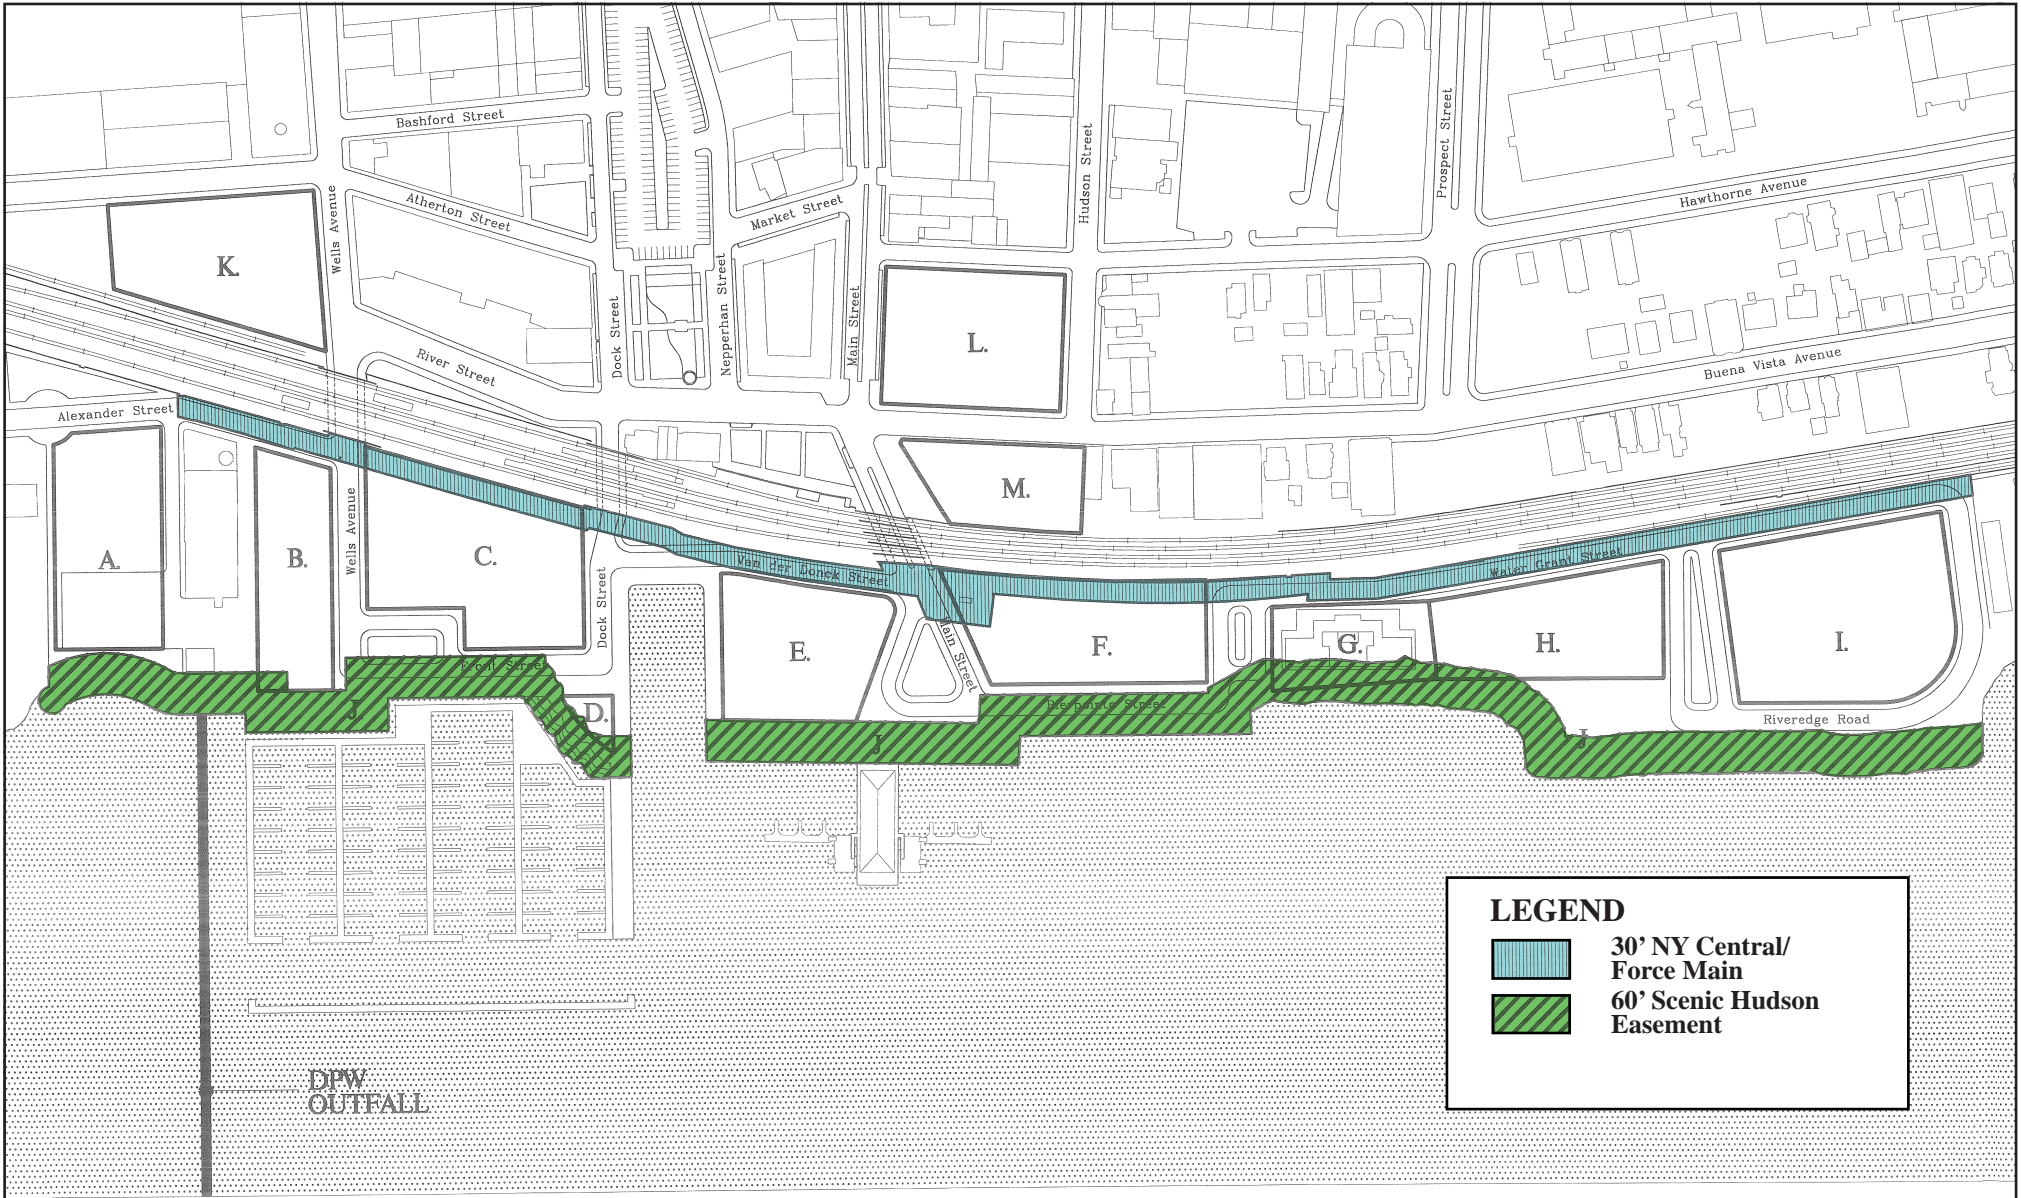 Bashford Street
Atherton Street
Wells Avenue
Market Street
Hudson Street
Prospect Street
Hawthorne Avenue
K.
River Street
Dock Street
Nepperhan Street
Main Street
L.
Buena Vista Avenue
Alexander Street
M.
A.
B.
Wells Avenue
C.
Dock Street
Van der Donck Street
Water Grant Street
E.
Main Street
F.
G.
H.
I.
Front Street
J.
D.
Pierpointe Street
J
J
Riveredge Road
LEGEND
30’ NY Central/
Force Main
60’ Scenic Hudson
Easement
DPW
OUTFALL